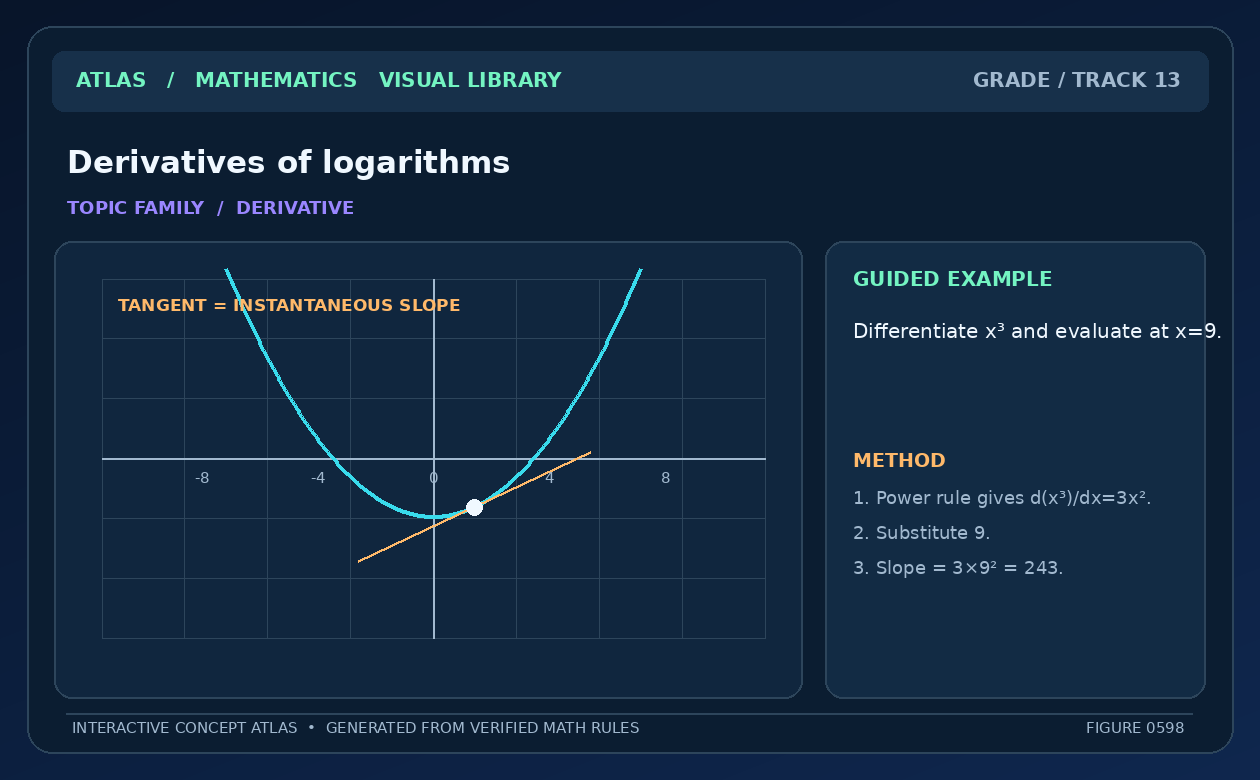 ATLAS / MATHEMATICS VISUAL LIBRARY
GRADE / TRACK 13
Derivatives of logarithms
TOPIC FAMILY / DERIVATIVE
TANGENT = INSTANTANEOUS SLOPE
-8 -4 0 4 8
GUIDED EXAMPLE
Differentiate x³ and evaluate at x=9.
METHOD
1. Power rule gives d(x³)/dx=3x².
2. Substitute 9.
3. Slope = 3×9² = 243.
INTERACTIVE CONCEPT ATLAS • GENERATED FROM VERIFIED MATH RULES
FIGURE 0598